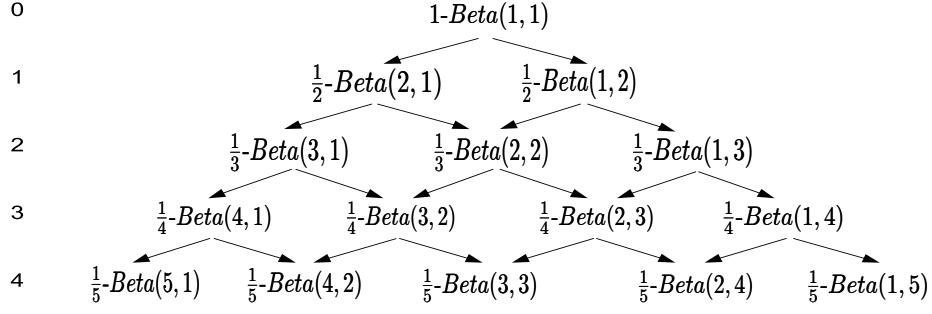 0 1-Beta(1, 1)
1 1/2-Beta(2, 1) 1/2-Beta(1, 2)
2 1/3-Beta(3, 1) 1/3-Beta(2, 2) 1/3-Beta(1, 3)
3 1/4-Beta(4, 1) 1/4-Beta(3, 2) 1/4-Beta(2, 3) 1/4-Beta(1, 4)
4 1/5-Beta(5, 1) 1/5-Beta(4, 2) 1/5-Beta(3, 3) 1/5-Beta(2, 4) 1/5-Beta(1, 5)